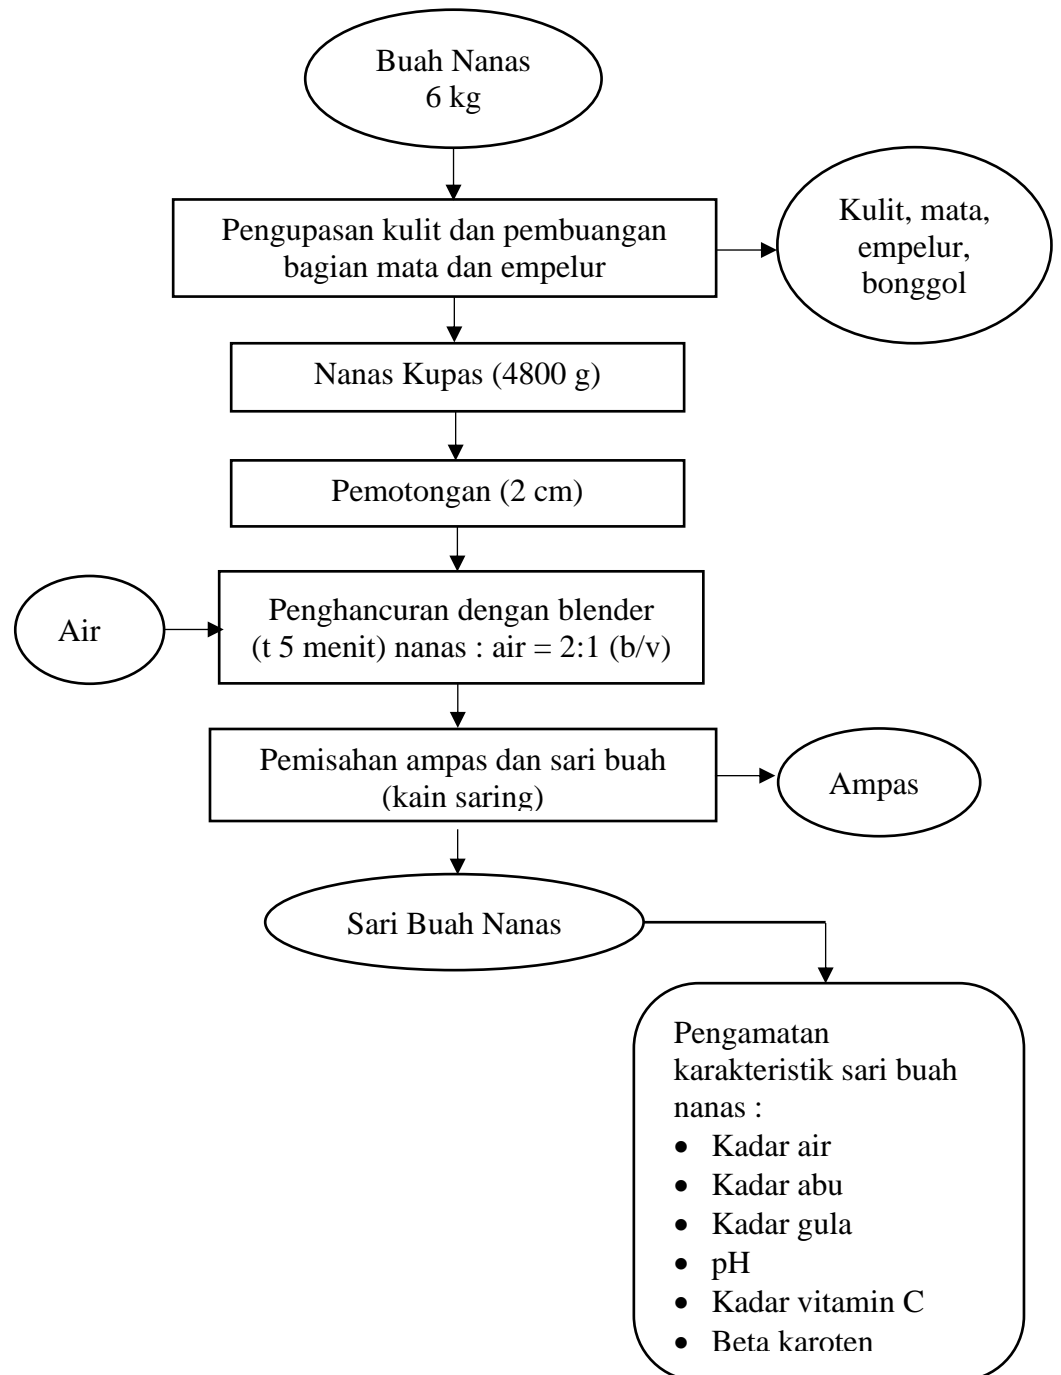 Buah Nanas
6 kg
Pengupasan kulit dan pembuangan
bagian mata dan empelur
Kulit, mata,
empelur,
bonggol
Nanas Kupas (4800 g)
Pemotongan (2 cm)
Air
Penghancuran dengan blender
(t 5 menit) nanas : air = 2:1 (b/v)
Pemisahan ampas dan sari buah
(kain saring)
Ampas
Sari Buah Nanas
Pengamatan
karakteristik sari buah
nanas :
• Kadar air
• Kadar abu
• Kadar gula
• pH
• Kadar vitamin C
• Beta karoten